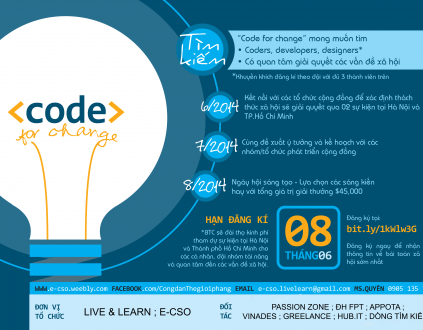 <code>
for change
Tìm
kiếm
"Code for change" mong muốn tìm
• Coders, developers, designers*
• Có quan tâm giải quyết các vấn đề xã hội
*Khuyến khích đăng kí theo đội với đủ 3 thành viên trên
6/2014
Kết nối với các tổ chức cộng đồng để xác định thách
thức xã hội sẽ giải quyết qua 02 sự kiện tại Hà Nội và
TP.Hồ Chí Minh
7/2014
Cùng đề xuất ý tưởng và kế hoạch với các
nhóm/tổ chức phát triển cộng đồng
8/2014
Ngày hội sáng tạo - Lựa chọn các sáng kiến
hay với tổng giá trị giải thưởng $45,000
HẠN ĐĂNG KÍ
*BTC sẽ đài thọ kinh phí
tham dự sự kiện tại Hà Nội
và Thành phố Hồ Chí Minh cho
các cá nhân, đội nhóm tài năng
và quan tâm đến các vấn đề xã hội.
08
THÁNG06
Đăng kí tại
bit.ly/1kWlw3G
Đăng ký ngay để nhận
thông tin về bài toán xã
hội sớm nhất
www.e-cso.weebly.com FACEBOOK.com/CongdanTheGioiphang EMAIL e-cso.livelearn@gmail.com MS.QUYÊN 0985 135
ĐƠN VỊ
TỔ CHỨC
LIVE & LEARN ; E-CSO
ĐỐI
TÁC
PASSION ZONE ; ĐH FPT ; APPOTA ;
VINADES ; GREELANCE ; HUB.IT ; DÒNG TÍM KIẾ